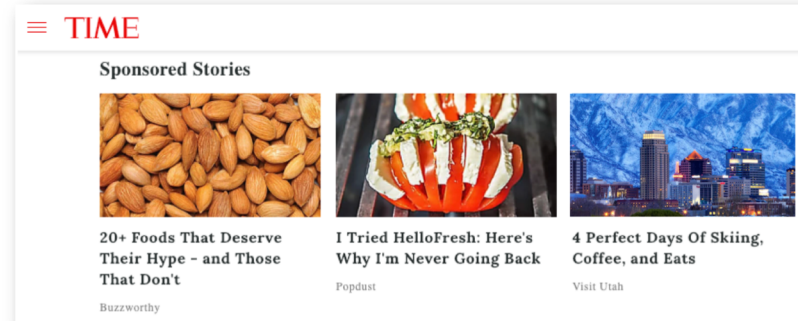 TIME
Sponsored Stories
20+ Foods That Deserve
Their Hype - and Those
That Don't
Buzzworthy
I Tried HelloFresh: Here's
Why I'm Never Going Back
Popdust
4 Perfect Days Of Skiing,
Coffee, and Eats
Visit Utah